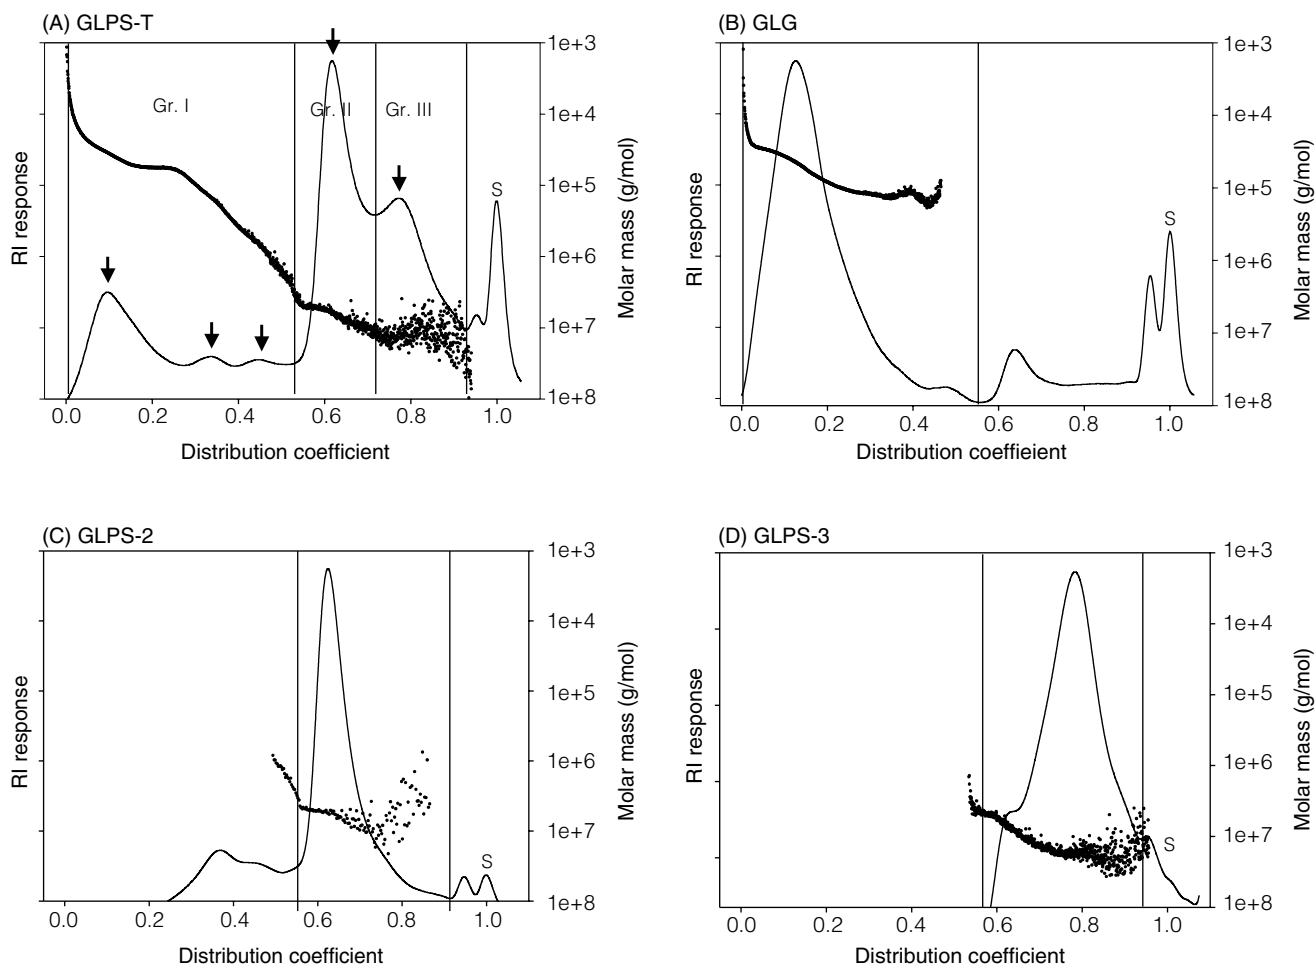 (A) GLPS-T
Gr. I
Gr. II
Gr. III
S
RI response
Molar mass (g/mol)
1e+3
1e+4
1e+5
1e+6
1e+7
1e+8
0.0 0.2 0.4 0.6 0.8 1.0
Distribution coefficient
(B) GLG
S
RI response
Molar mass (g/mol)
1e+3
1e+4
1e+5
1e+6
1e+7
1e+8
0.0 0.2 0.4 0.6 0.8 1.0
Distribution coeffieient
(C) GLPS-2
S
RI response
Molar mass (g/mol)
1e+3
1e+4
1e+5
1e+6
1e+7
1e+8
0.0 0.2 0.4 0.6 0.8 1.0
Distribution coefficient
(D) GLPS-3
S
RI response
Molar mass (g/mol)
1e+3
1e+4
1e+5
1e+6
1e+7
1e+8
0.0 0.2 0.4 0.6 0.8 1.0
Distribution coefficient